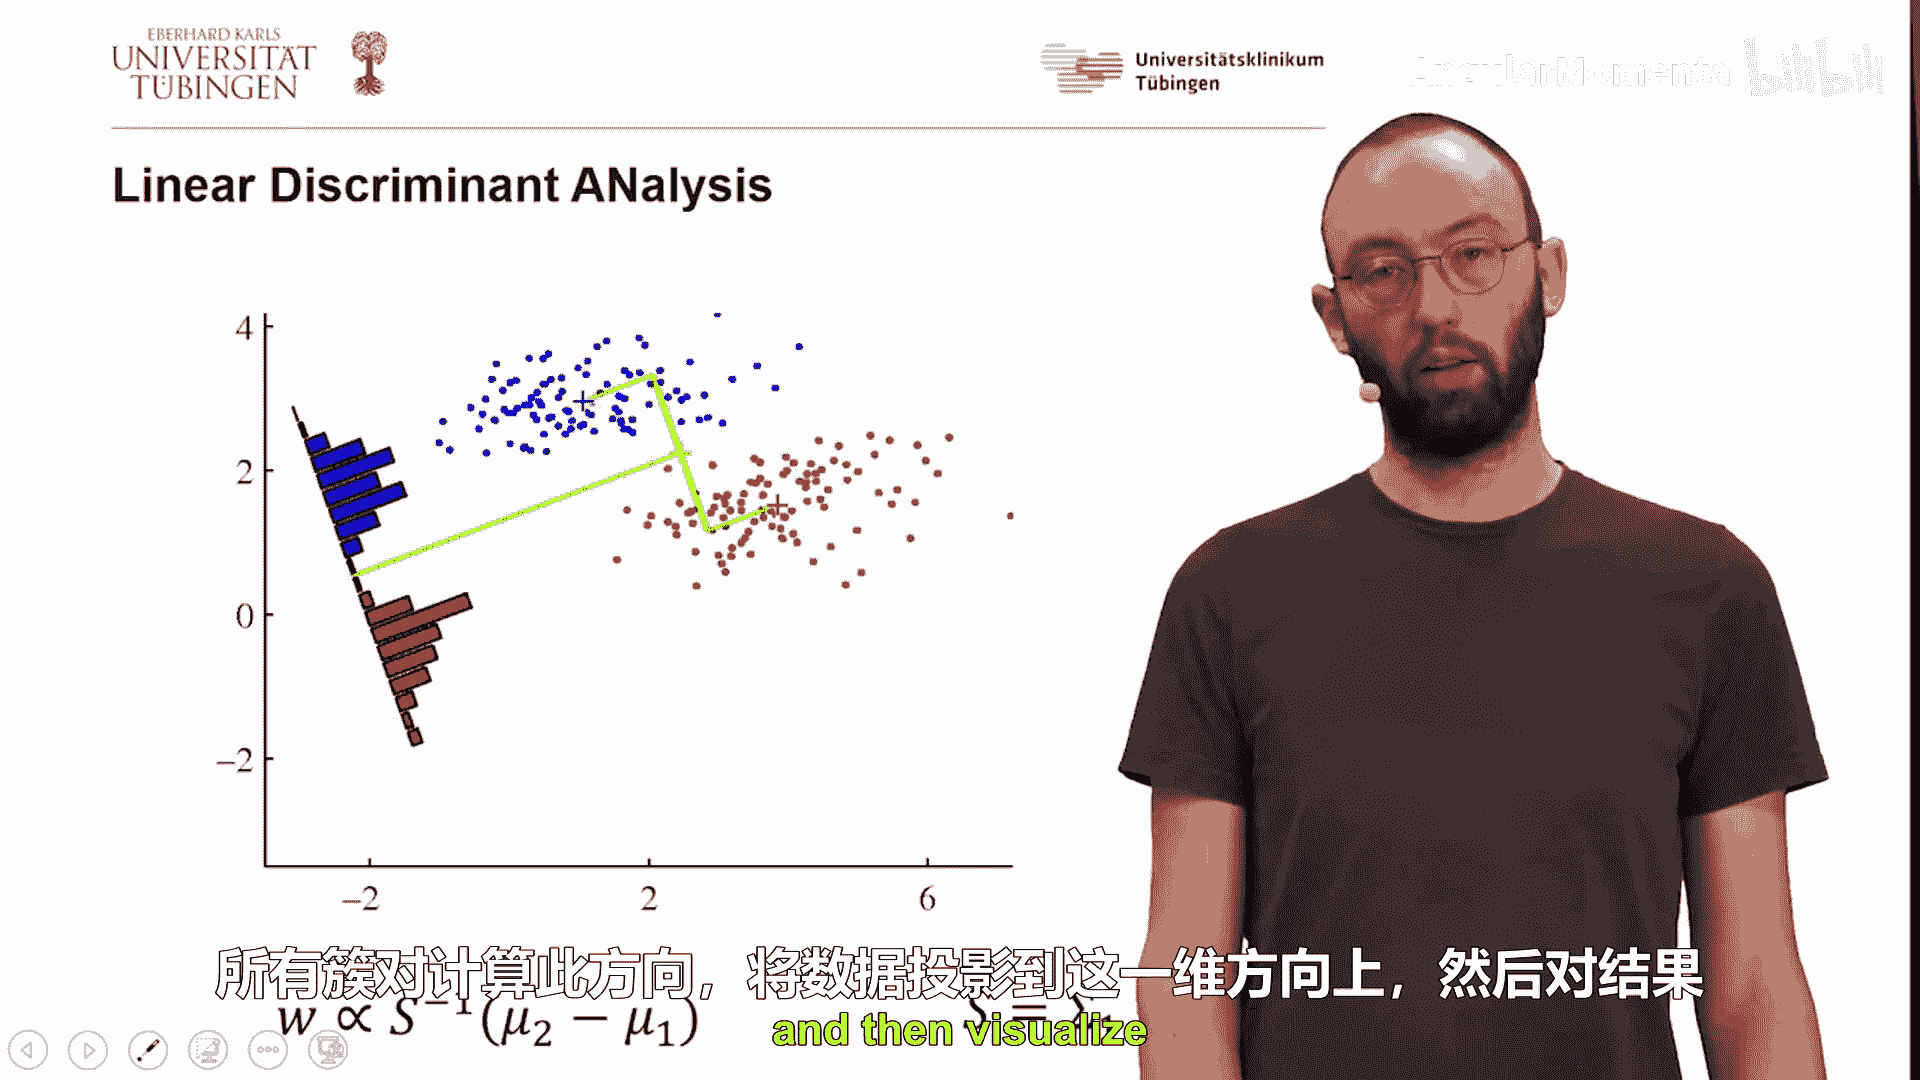 EBERHARD KARLS
UNIVERSITÄT
TÜBINGEN
Universitätsklinikum
Tübingen
AngularMomenta bilibili
Linear Discriminant ANalysis
4
2
0
−2
−2 2 6
所有簇对计算此方向，将数据投影到这一维方向上，然后对结果
w ∝ S⁻¹(μ₂ − μ₁)
and then visualize